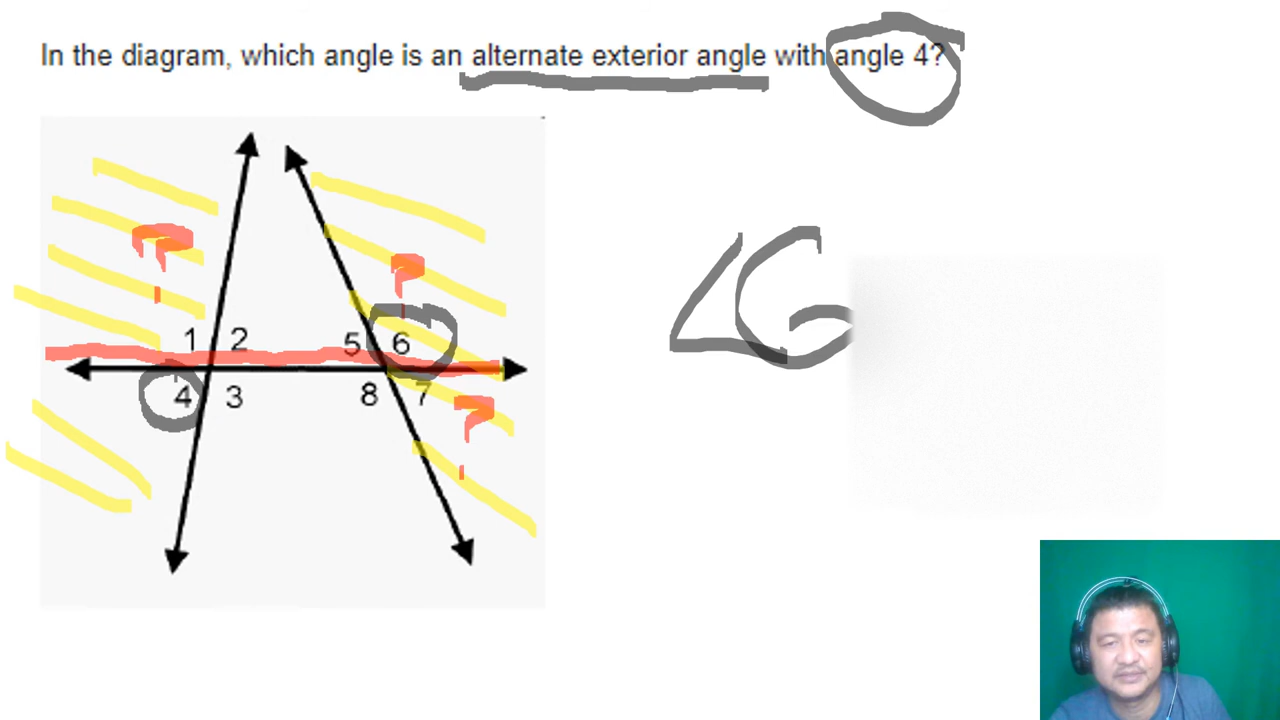 In the diagram, which angle is an alternate exterior angle with angle 4?
? ?
1 2 5 6
4 3 8 7
?
∠6